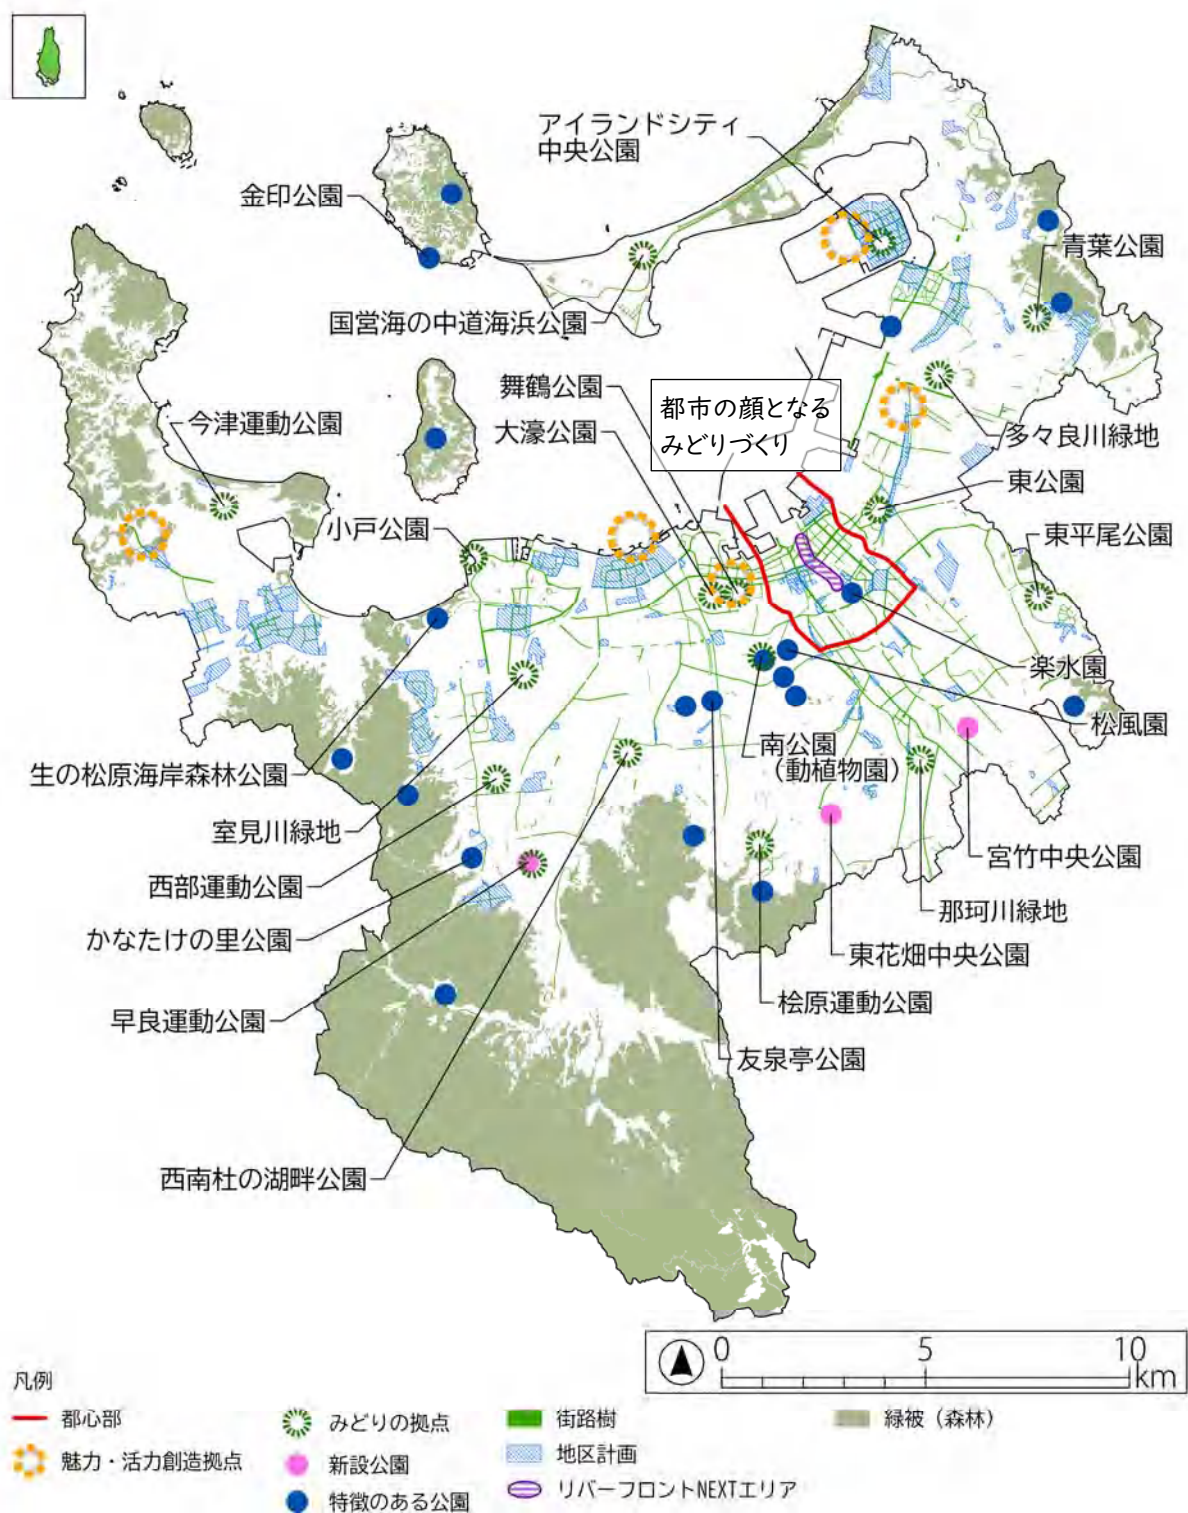 アイランドシティ
中央公園
金印公園
青葉公園
国営海の中道海浜公園
舞鶴公園
都市の顔となる
みどりづくり
今津運動公園
大濠公園
多々良川緑地
東公園
小戸公園
東平尾公園
楽水園
松風園
南公園
（動植物園）
生の松原海岸森林公園
室見川緑地
宮竹中央公園
西部運動公園
那珂川緑地
かなたけの里公園
東花畑中央公園
桧原運動公園
早良運動公園
友泉亭公園
西南杜の湖畔公園
0 5 10
km
凡例
都心部
魅力・活力創造拠点
みどりの拠点
新設公園
特徴のある公園
街路樹
地区計画
リバーフロントNEXTエリア
緑被（森林）